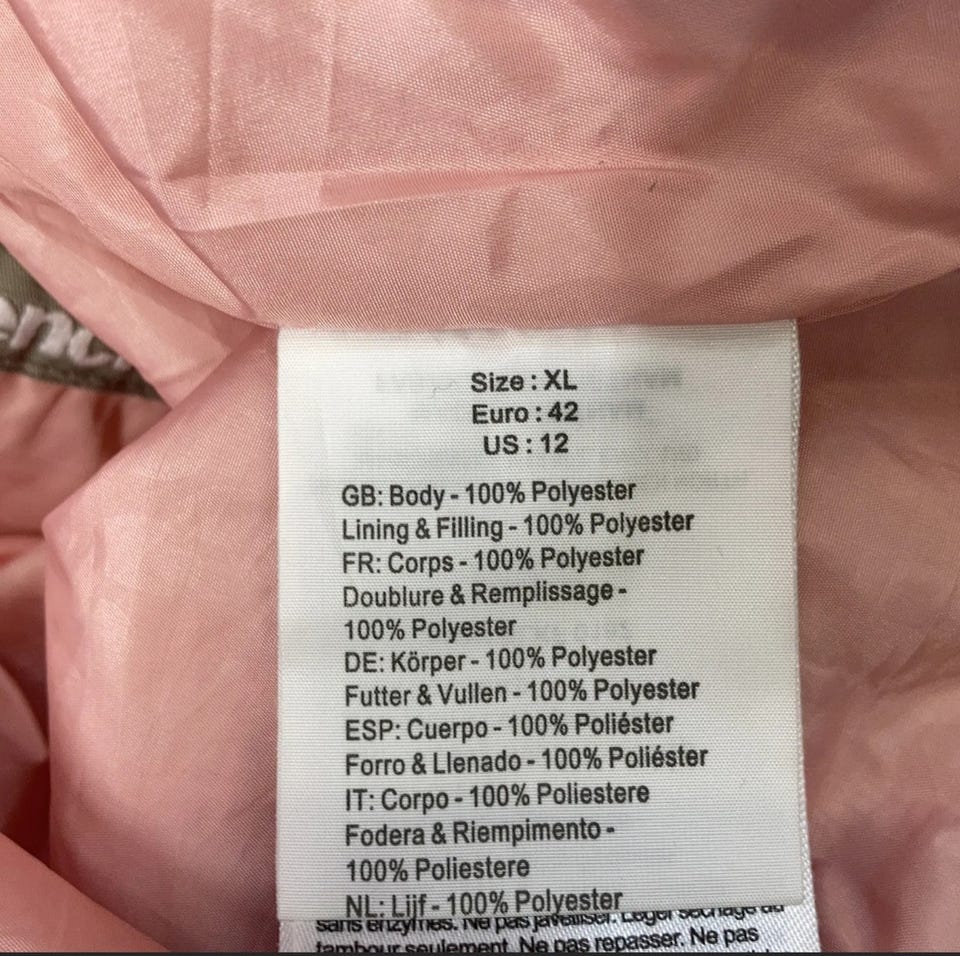 Size : XL
Euro : 42
US : 12
GB: Body - 100% Polyester
Lining & Filling - 100% Polyester
FR: Corps - 100% Polyester
Doublure & Remplissage -
100% Polyester
DE: Körper - 100% Polyester
Futter & Vullen - 100% Polyester
ESP: Cuerpo - 100% Poliéster
Forro & Llenado - 100% Poliéster
IT: Corpo - 100% Poliestere
Fodera & Riempimento -
100% Poliestere
NL: Lijf - 100% Polyester
sans enzymes. Ne pas javelliser. Léger séchage au
tambour seulement. Ne pas repasser. Ne pas